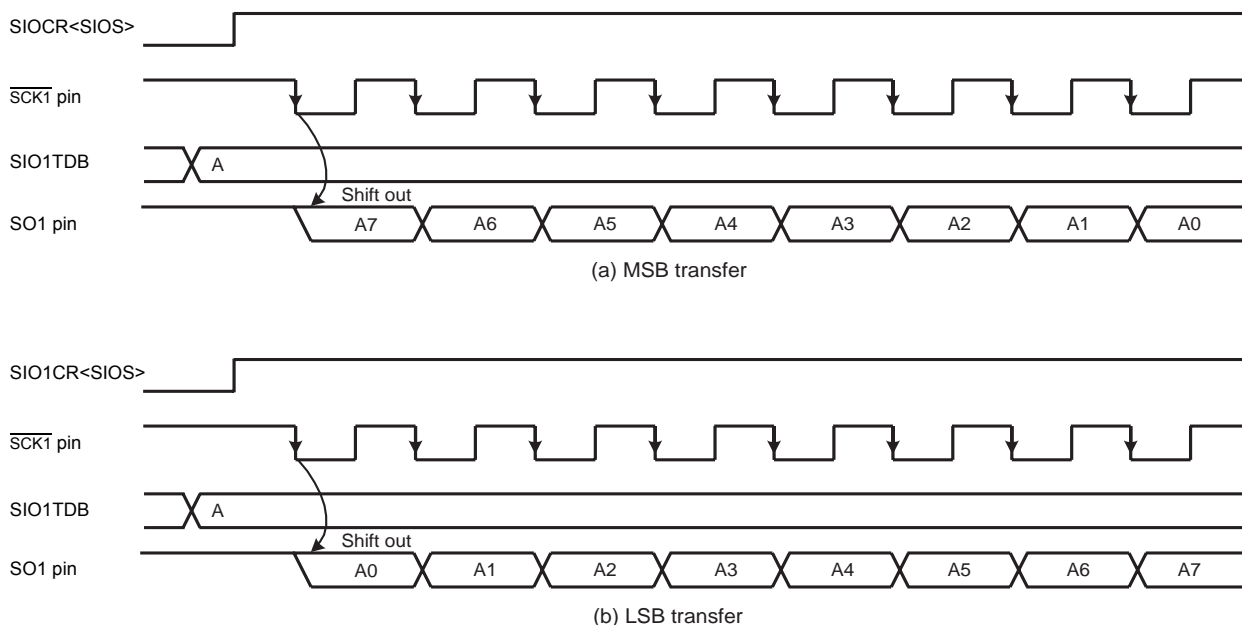 SIOCR<SIOS>
SCK1 pin
SIO1TDB
A
Shift out
SO1 pin
A7 A6 A5 A4 A3 A2 A1 A0
(a) MSB transfer
SIO1CR<SIOS>
SCK1 pin
SIO1TDB
A
Shift out
SO1 pin
A0 A1 A2 A3 A4 A5 A6 A7
(b) LSB transfer